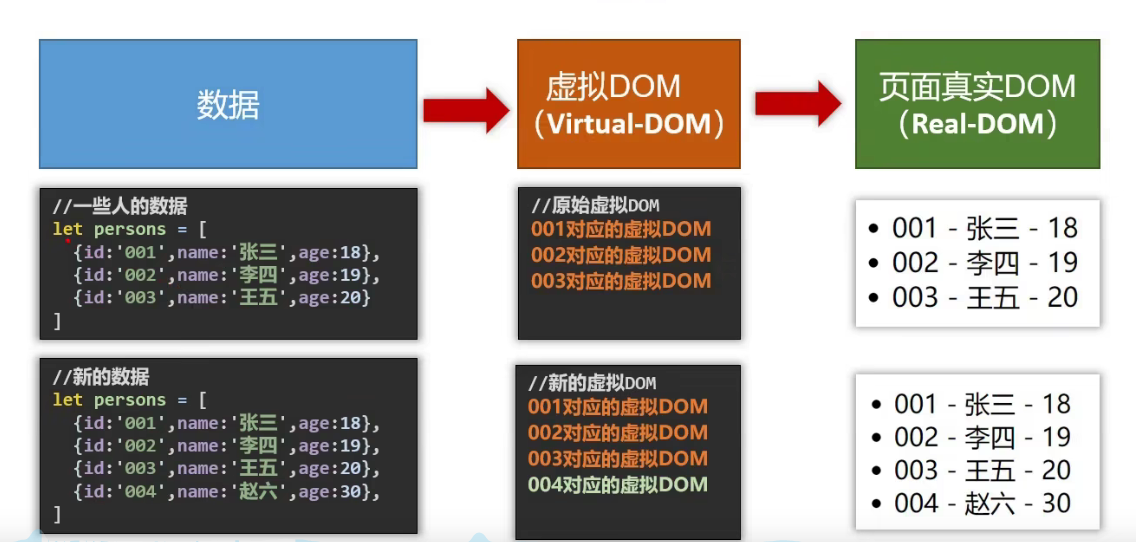 数据
虚拟DOM
（Virtual-DOM）
页面真实DOM
（Real-DOM）
//一些人的数据
let persons = [
{id:'001',name:'张三',age:18},
{id:'002',name:'李四',age:19},
{id:'003',name:'王五',age:20}
]
//原始虚拟DOM
001对应的虚拟DOM
002对应的虚拟DOM
003对应的虚拟DOM
• 001 - 张三 - 18
• 002 - 李四 - 19
• 003 - 王五 - 20
//新的数据
let persons = [
{id:'001',name:'张三',age:18},
{id:'002',name:'李四',age:19},
{id:'003',name:'王五',age:20},
{id:'004',name:'赵六',age:30},
]
//新的虚拟DOM
001对应的虚拟DOM
002对应的虚拟DOM
003对应的虚拟DOM
004对应的虚拟DOM
• 001 - 张三 - 18
• 002 - 李四 - 19
• 003 - 王五 - 20
• 004 - 赵六 - 30